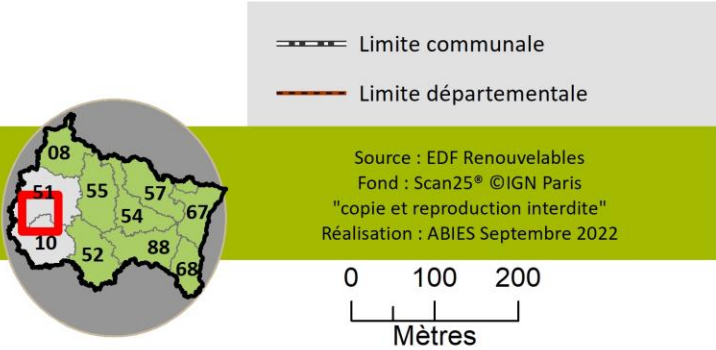 Limite communale
Limite départementale
Source : EDF Renouvelables
Fond : Scan25® ©IGN Paris
"copie et reproduction interdite"
Réalisation : ABIES Septembre 2022
08
51
55
57
54
67
10
52
88
68
0 100 200
Mètres